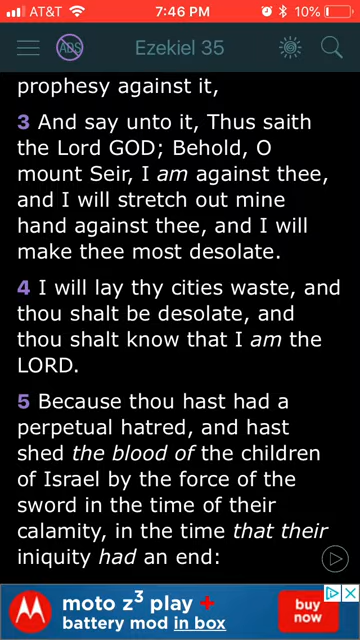 AT&T 7:46 PM 10%
ADS Ezekiel 35
prophesy against it,
3 And say unto it, Thus saith
the Lord GOD; Behold, O
mount Seir, I am against thee,
and I will stretch out mine
hand against thee, and I will
make thee most desolate.
4 I will lay thy cities waste, and
thou shalt be desolate, and
thou shalt know that I am the
LORD.
5 Because thou hast had a
perpetual hatred, and hast
shed the blood of the children
of Israel by the force of the
sword in the time of their
calamity, in the time that their
iniquity had an end:
moto z³ play +
battery mod in box
buy
now